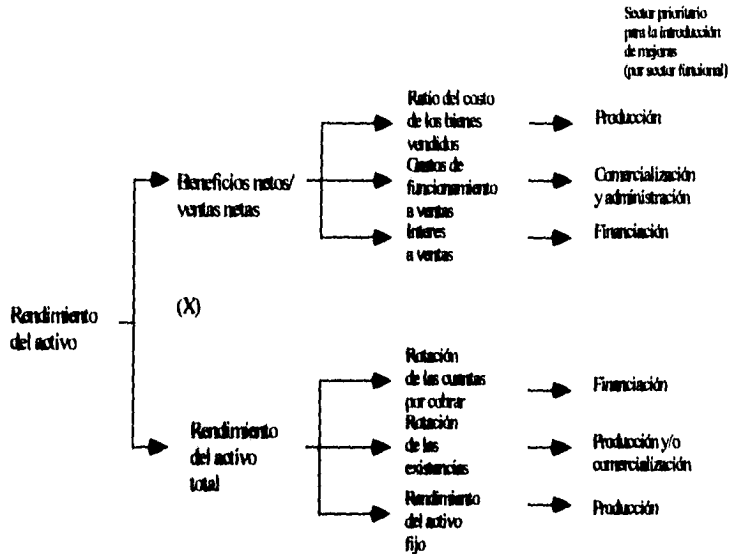 Sector prioritario
para la introducción
de mejoras
(por sector funcional)
Ratio del costo
de los bienes
vendidos
Producción
Beneficios netos/
ventas netas
Gastos de
funcionamiento
a ventas
Comercialización
y administración
Interes
a ventas
Financiación
Rendimiento
del activo
(X)
Rotación
de las cuentas
por cobrar
Financiación
Rendimiento
del activo
total
Rotación
de las
existencias
Producción y/o
comercialización
Rendimiento
del activo
fijo
Producción